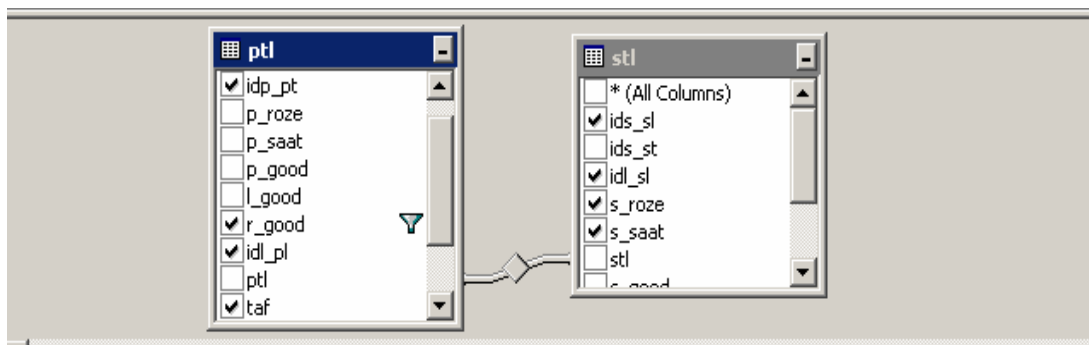 ptl
idp_pt
p_roze
p_saat
p_good
l_good
r_good
idl_pl
ptl
taf
stl
* (All Columns)
ids_sl
ids_st
idl_sl
s_roze
s_saat
stl